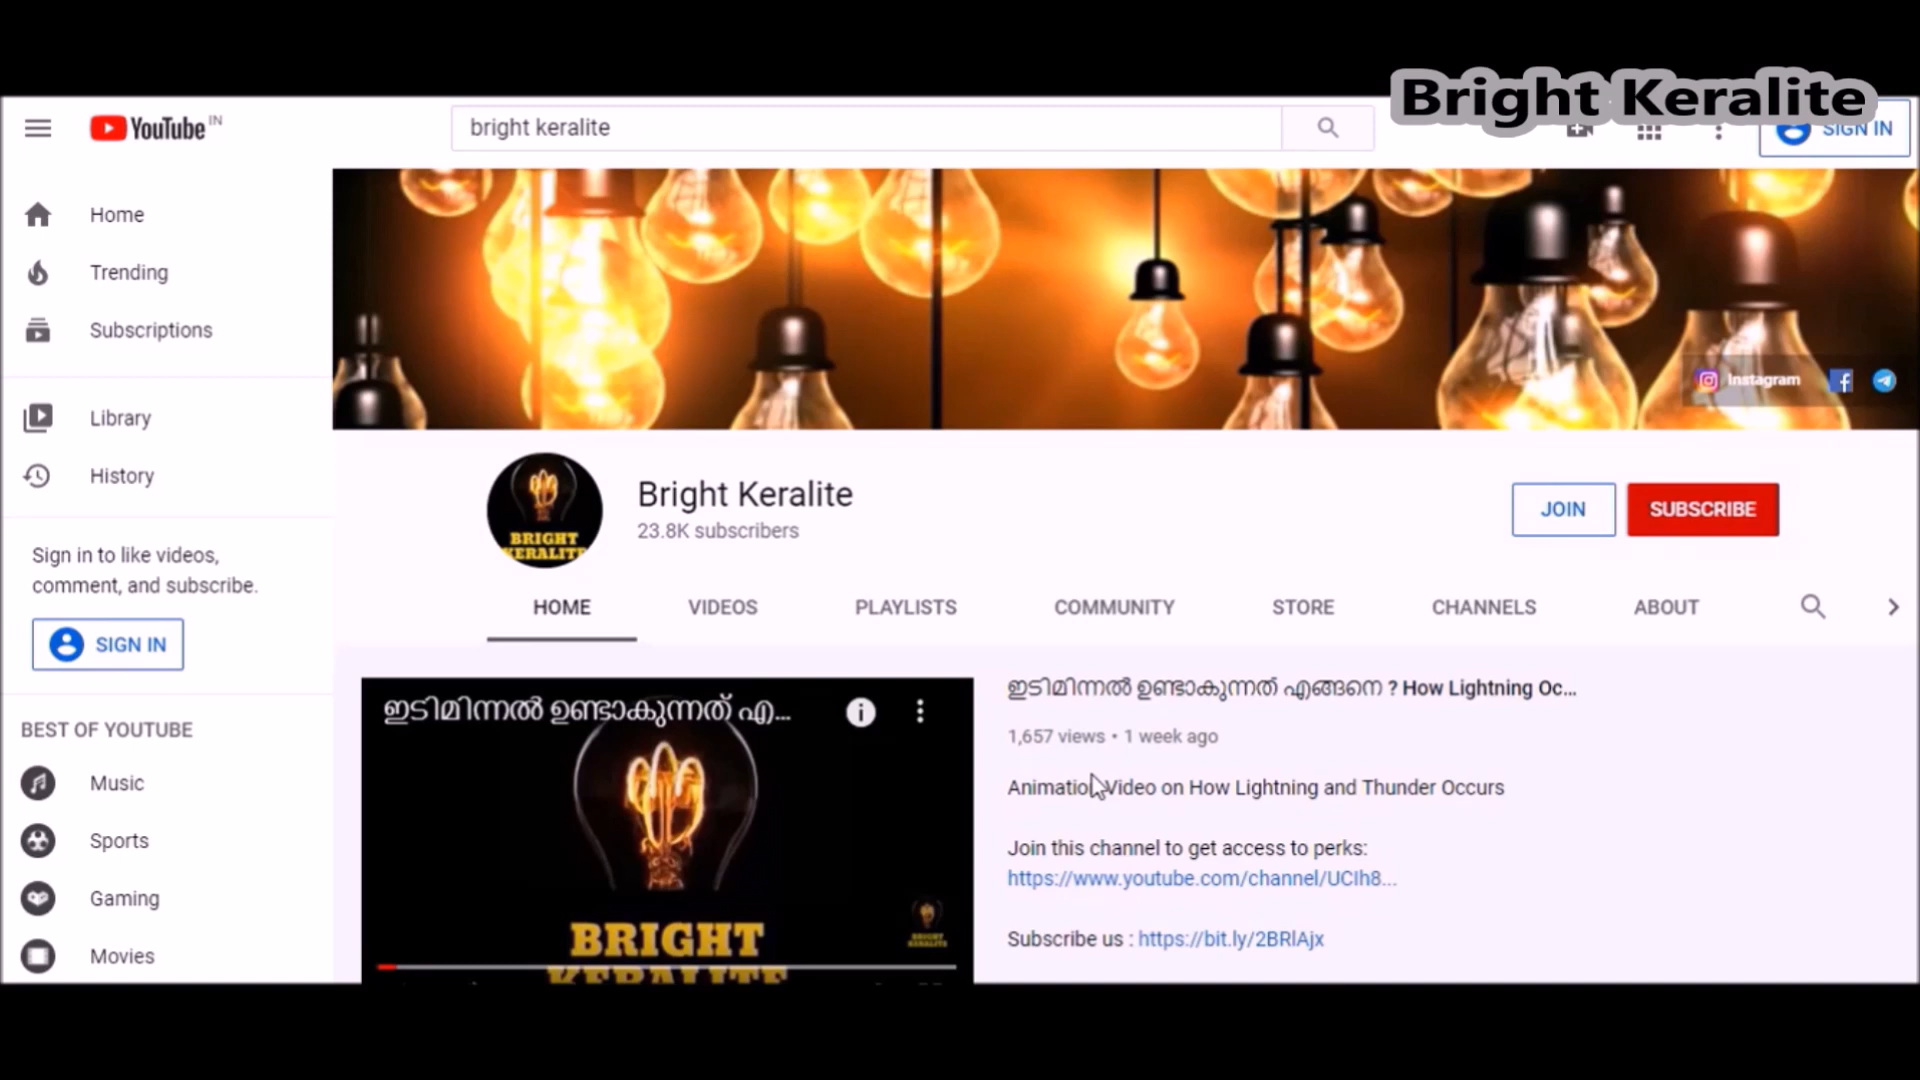 Bright Keralite
YouTube IN
bright keralite
SIGN IN
Home
Trending
Subscriptions
Library
History
Sign in to like videos,
comment, and subscribe.
SIGN IN
BEST OF YOUTUBE
Music
Sports
Gaming
Movies
Instagram
BRIGHT
KERALITE
Bright Keralite
23.8K subscribers
JOIN
SUBSCRIBE
HOME
VIDEOS
PLAYLISTS
COMMUNITY
STORE
CHANNELS
ABOUT
ഇടിമിന്നൽ ഉണ്ടാകുന്നത് എ...
BRIGHT
KERALITE
BRIGHT
KERALITE
ഇടിമിന്നൽ ഉണ്ടാകുന്നത് എങ്ങനെ ? How Lightning Oc...
1,657 views • 1 week ago
Animation Video on How Lightning and Thunder Occurs
Join this channel to get access to perks:
https://www.youtube.com/channel/UCIh8...
Subscribe us : https://bit.ly/2BRlAjx